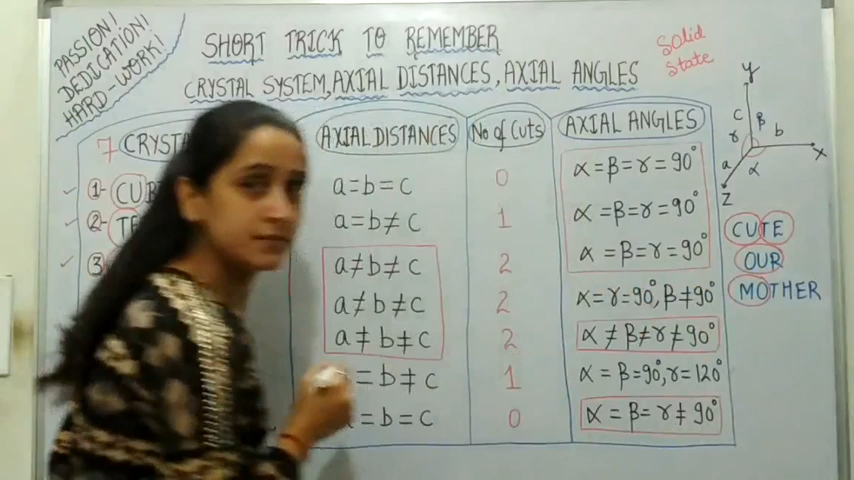 PASSION!
DEDICATION!
HARD-WORK!
SHORT TRICK TO REMEMBER
CRYSTAL SYSTEM, AXIAL DISTANCES, AXIAL ANGLES
Solid
State
7 CRYSTA
AXIAL DISTANCES
No of Cuts
AXIAL ANGLES
1- CU
a=b=c
0
α=β=γ=90°
2- TE
a=b≠c
1
α=β=γ=90°
3
a≠b≠c
2
α=β=γ=90°
a≠b≠c
2
α=γ=90°, β≠90°
a≠b≠c
2
α≠β≠γ≠90°
=b≠c
1
α=β=90°, γ=120°
=b=c
0
α=β=γ≠90°
y
c
β
γ
b
a
α
x
z
CUTE
OUR
MOTHER